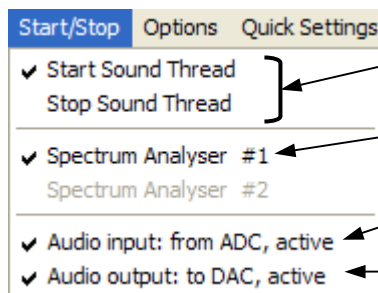 Start/Stop Options Quick Settings
Start Sound Thread
Stop Sound Thread
Spectrum Analyser #1
Spectrum Analyser #2
Audio input: from ADC, active
Audio output: to DAC, active